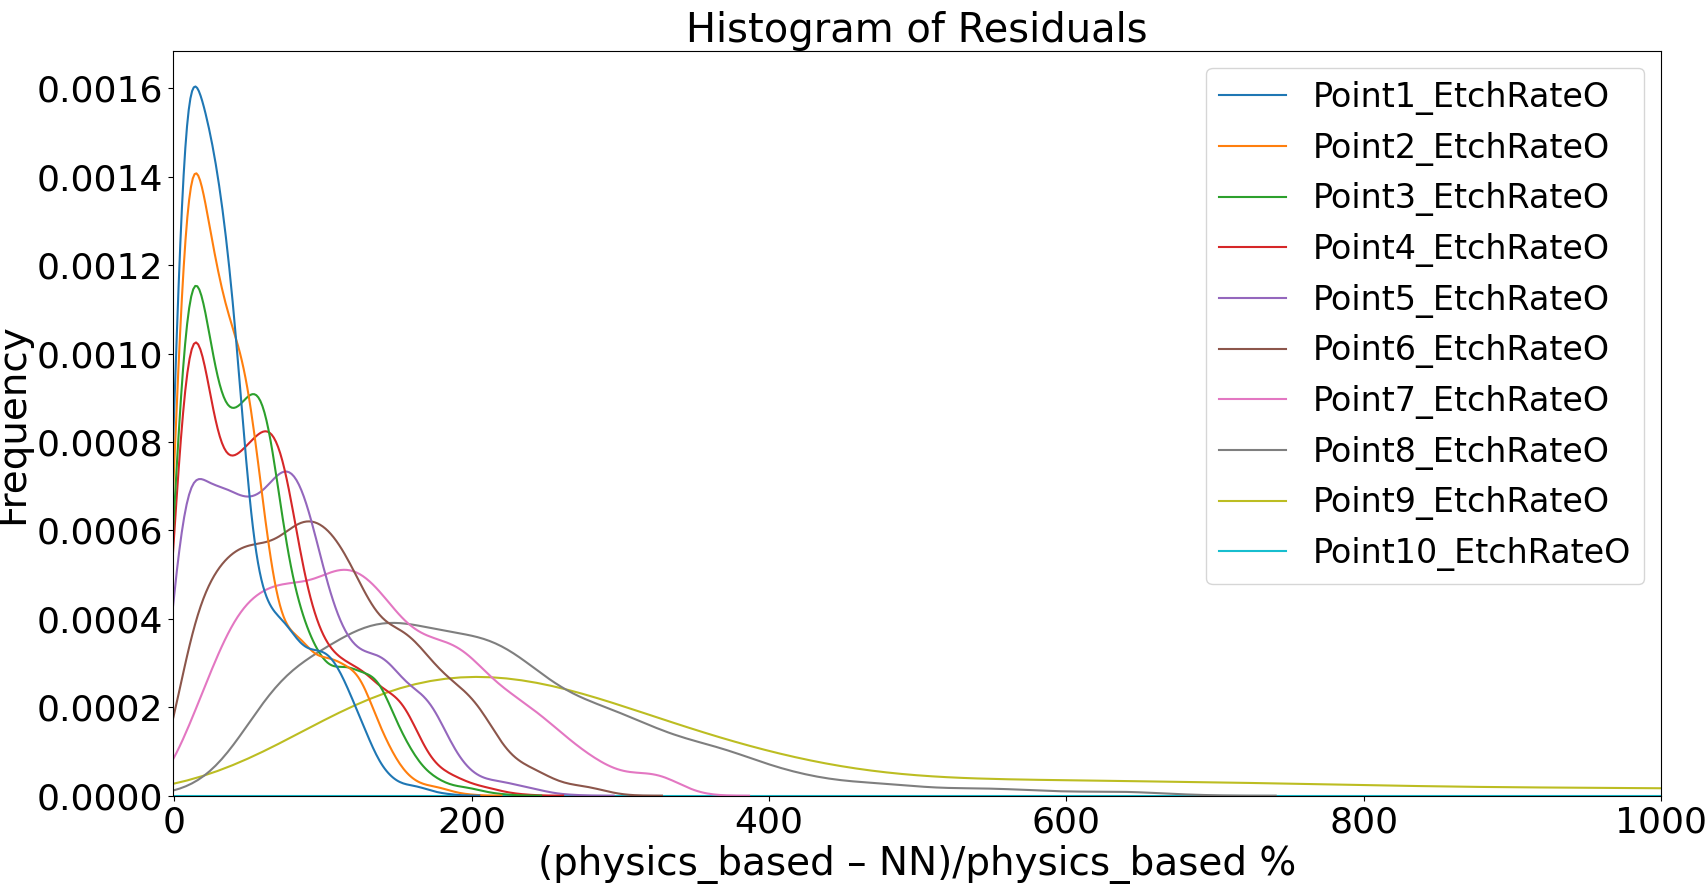 Histogram of Residuals
Frequency
0.0016
0.0014
0.0012
0.0010
0.0008
0.0006
0.0004
0.0002
0.0000
Point1_EtchRateO
Point2_EtchRateO
Point3_EtchRateO
Point4_EtchRateO
Point5_EtchRateO
Point6_EtchRateO
Point7_EtchRateO
Point8_EtchRateO
Point9_EtchRateO
Point10_EtchRateO
0 200 400 600 800 1000
(physics_based – NN)/physics_based %